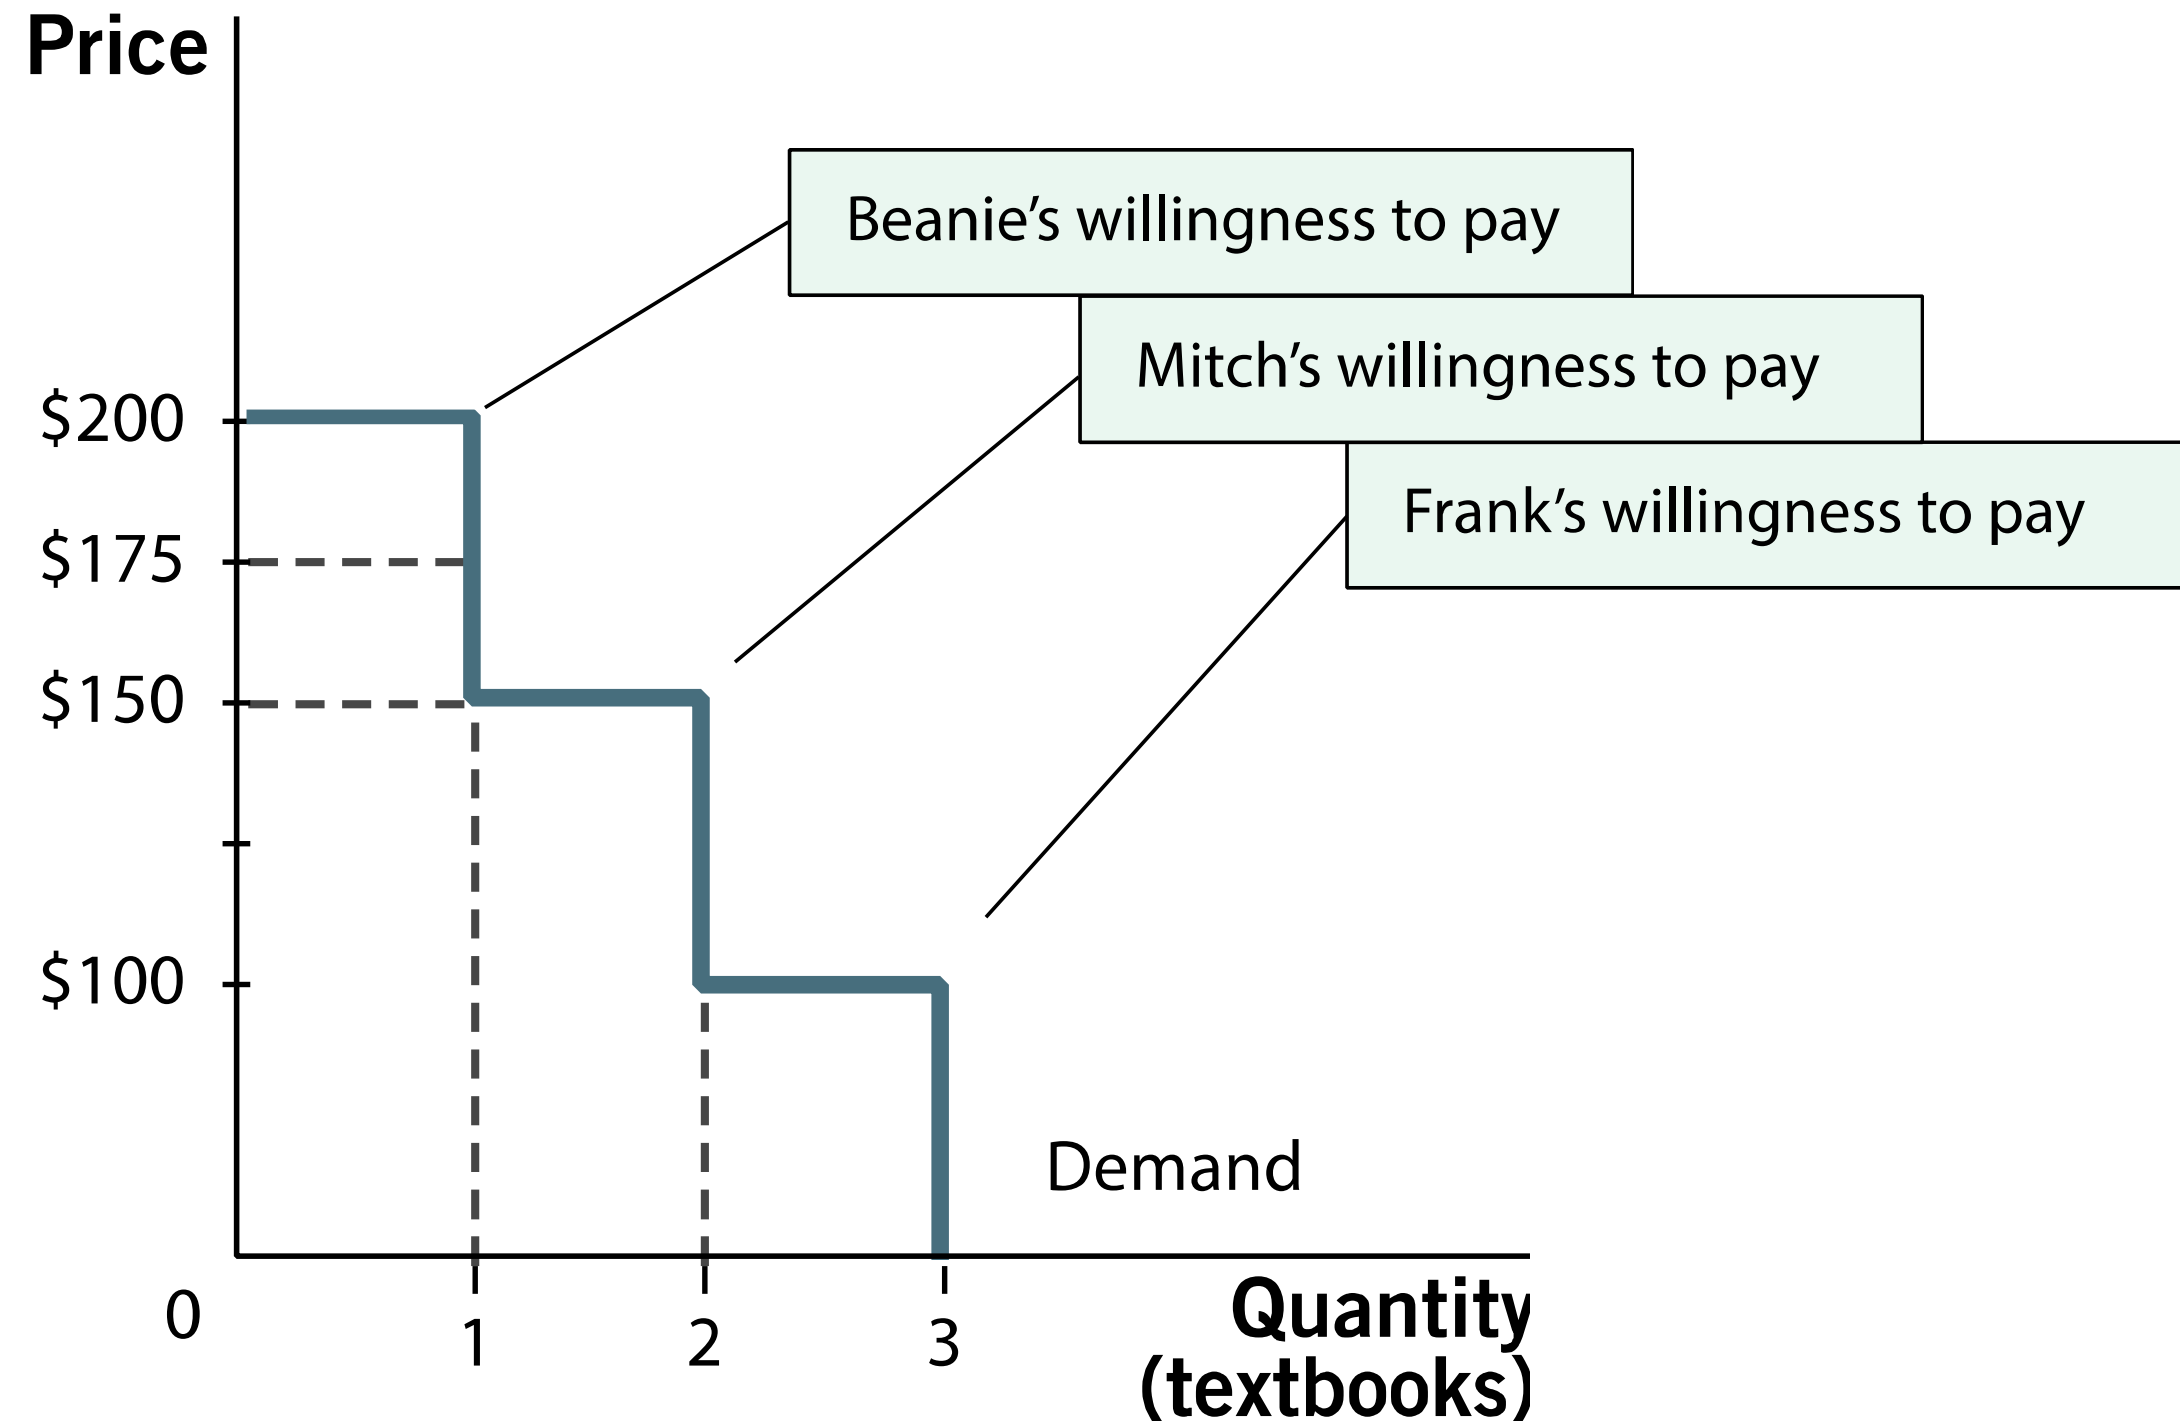 Price
Beanie’s willingness to pay
Mitch’s willingness to pay
Frank’s willingness to pay
$200
$175
$150
$100
Demand
0
1
2
3
Quantity
(textbooks)